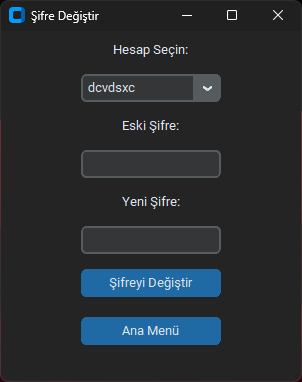 Şifre Değiştir
Hesap Seçin:
dcvdsxc
Eski Şifre:
Yeni Şifre:
Şifreyi Değiştir
Ana Menü